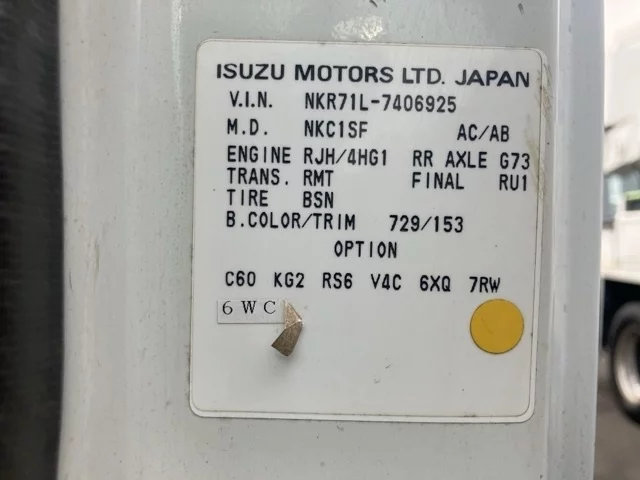 ISUZU MOTORS LTD. JAPAN
V.I.N. NKR71L-7406925
M.D. NKC1SF AC/AB
ENGINE RJH/4HG1 RR AXLE G73
TRANS. RMT FINAL RU1
TIRE BSN
B.COLOR/TRIM 729/153
OPTION
C60 KG2 RS6 V4C 6XQ 7RW
6WC